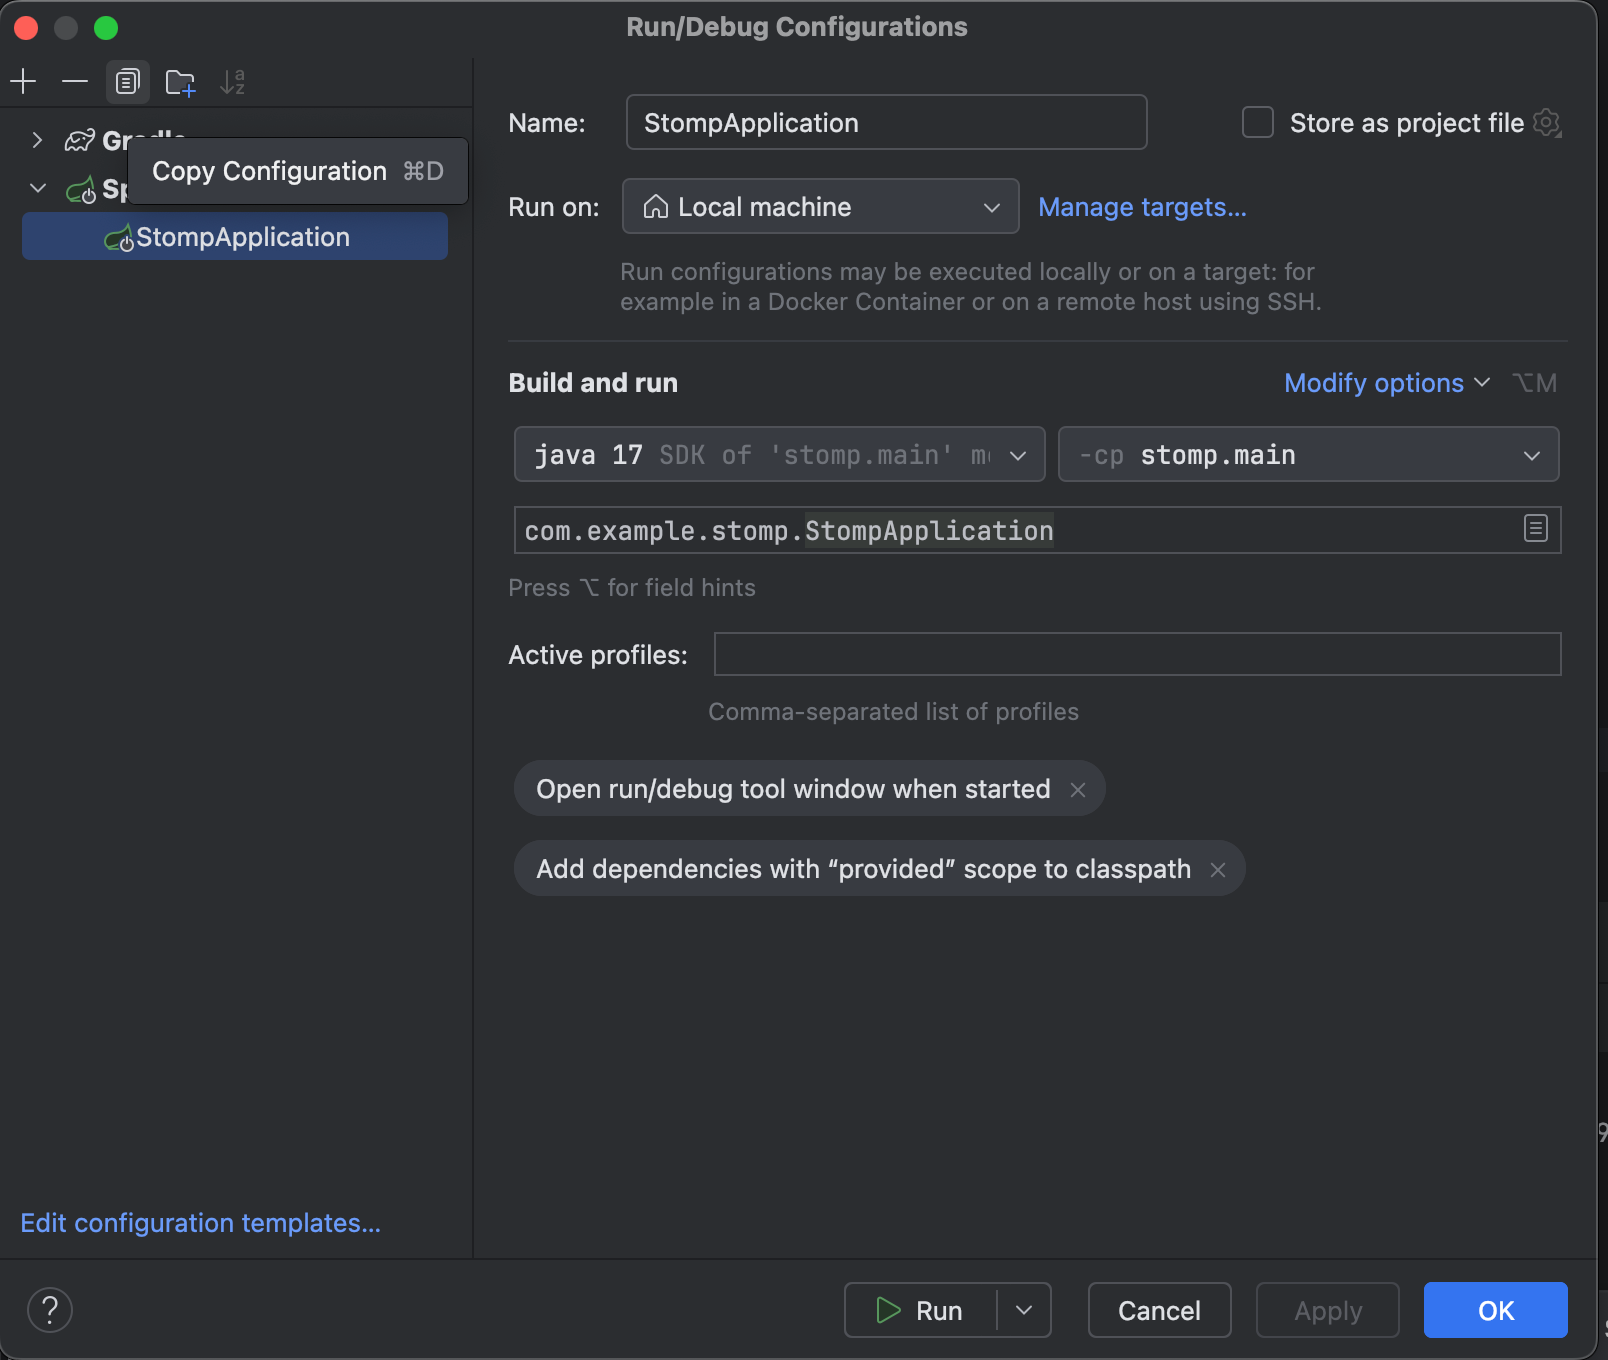 Run/Debug Configurations
Copy Configuration ⌘D
StompApplication
Edit configuration templates...
Name: StompApplication
Store as project file
Run on: Local machine
Manage targets...
Run configurations may be executed locally or on a target: for
example in a Docker Container or on a remote host using SSH.
Build and run
Modify options ⌥M
java 17 SDK of 'stomp.main'
-cp stomp.main
com.example.stomp.StompApplication
Press ⌥ for field hints
Active profiles:
Comma-separated list of profiles
Open run/debug tool window when started
Add dependencies with “provided” scope to classpath
?
Run
Cancel
Apply
OK